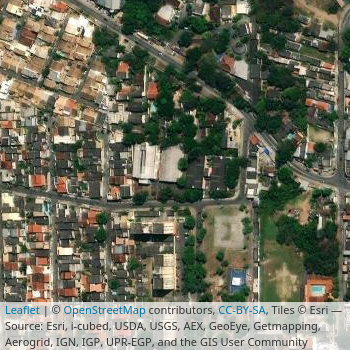 Leaflet | © OpenStreetMap contributors, CC-BY-SA, Tiles © Esri —
Source: Esri, i-cubed, USDA, USGS, AEX, GeoEye, Getmapping,
Aerogrid, IGN, IGP, UPR-EGP, and the GIS User Community